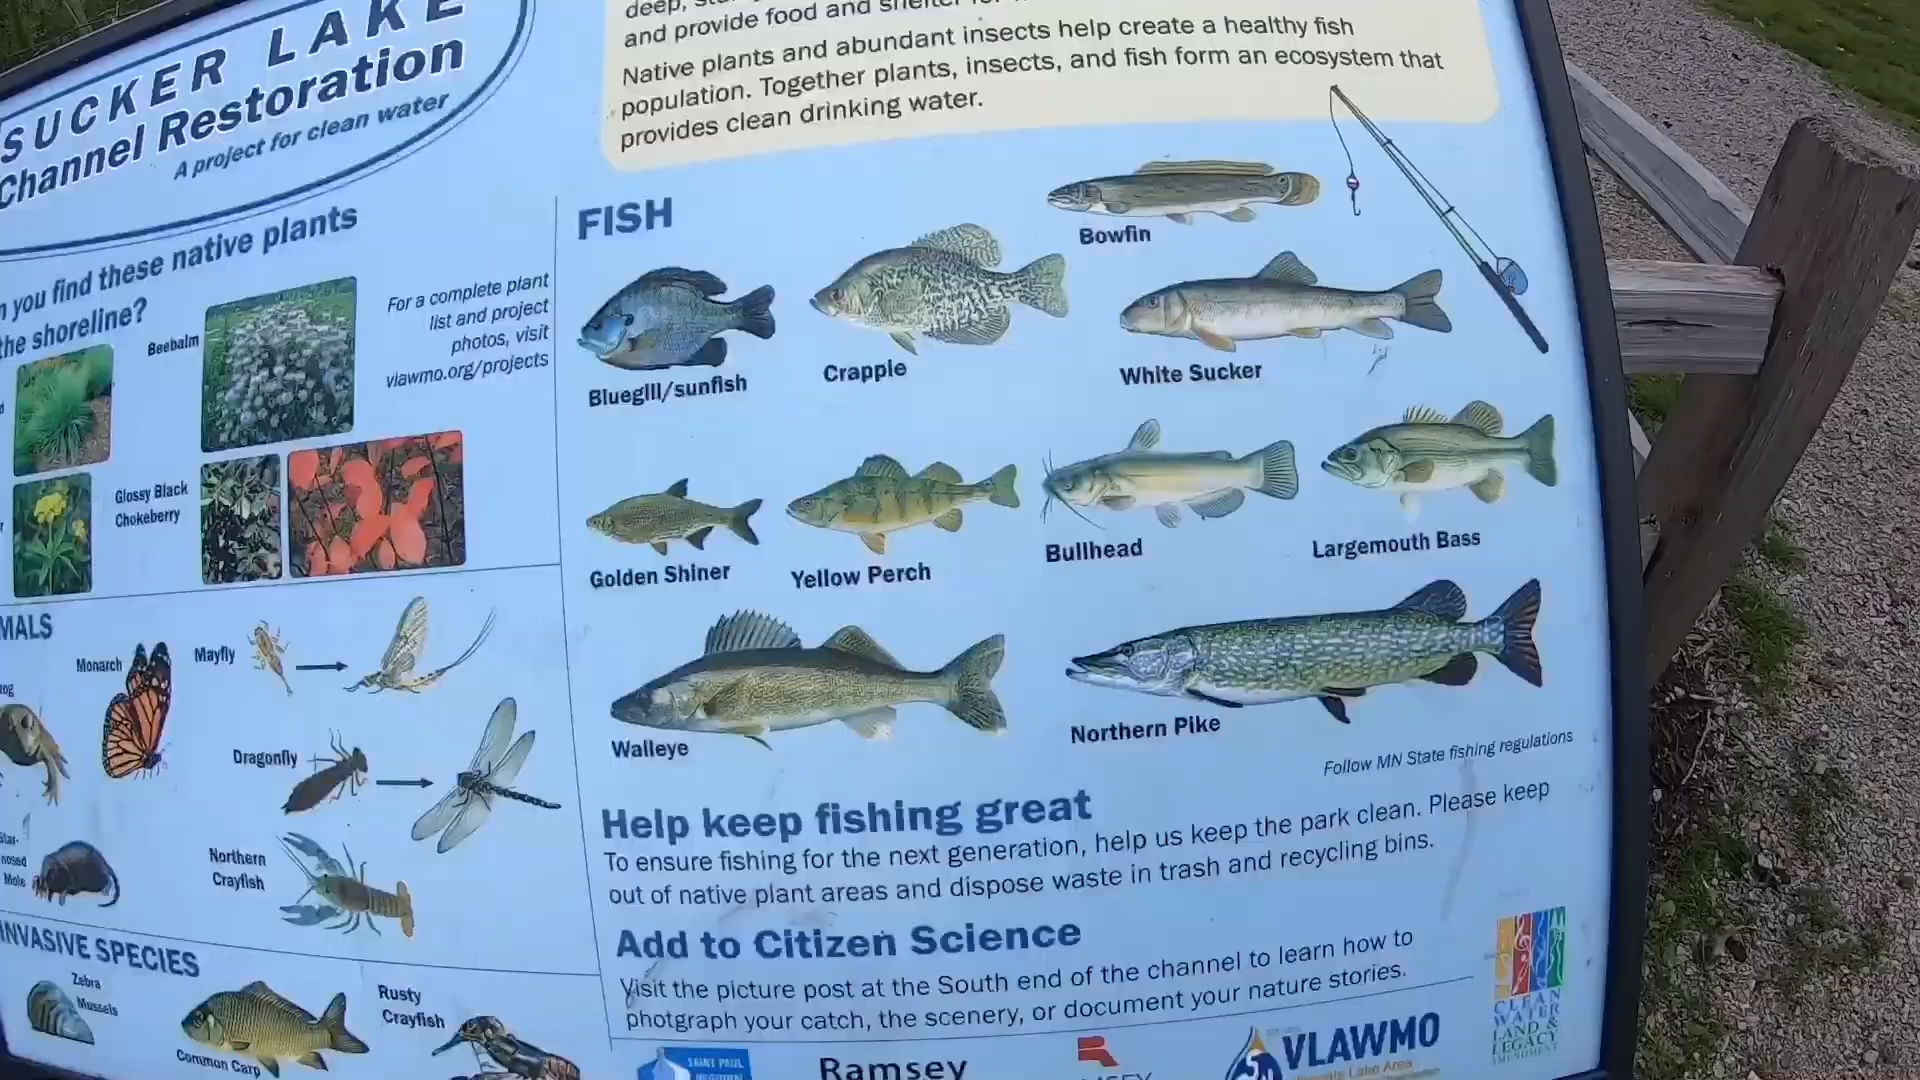 SUCKER LAKE
Channel Restoration
A project for clean water
and provide food and shelter
Native plants and abundant insects help create a healthy fish
population. Together plants, insects, and fish form an ecosystem that
provides clean drinking water.
you find these native plants
the shoreline?
Beebalm
For a complete plant
list and project
photos, visit
vlawmo.org/projects
Glossy Black
Chokeberry
FISH
Bowfin
Bluegill/sunfish
Crappie
White Sucker
Golden Shiner
Yellow Perch
Bullhead
Largemouth Bass
Walleye
Northern Pike
Follow MN State fishing regulations
Monarch
Mayfly
Dragonfly
Star-
nosed
Mole
Northern
Crayfish
INVASIVE SPECIES
Zebra
Mussels
Common Carp
Rusty
Crayfish
Help keep fishing great
To ensure fishing for the next generation, help us keep the park clean. Please keep
out of native plant areas and dispose waste in trash and recycling bins.
Add to Citizen Science
Visit the picture post at the South end of the channel to learn how to
photgraph your catch, the scenery, or document your nature stories.
SAINT PAUL
REGIONAL
Ramsey
VLAWMO
Lake Area
CLEAN
WATER
LAND &
LEGACY
AMENDMENT